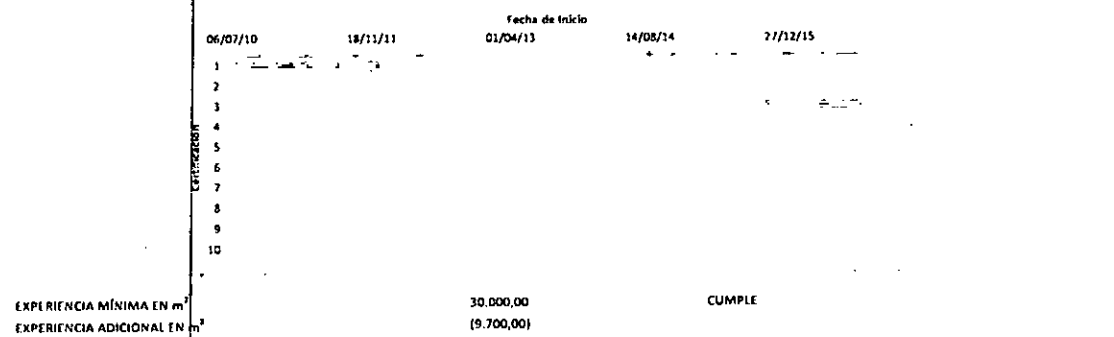 Fecha de Inicio
06/07/10 18/11/11 01/04/13 14/08/14 27/12/15
1
2
3
4
5
6
7
8
9
10
Certificación
EXPERIENCIA MÍNIMA EN m² 30.000,00 CUMPLE
EXPERIENCIA ADICIONAL EN m² (9.700,00)